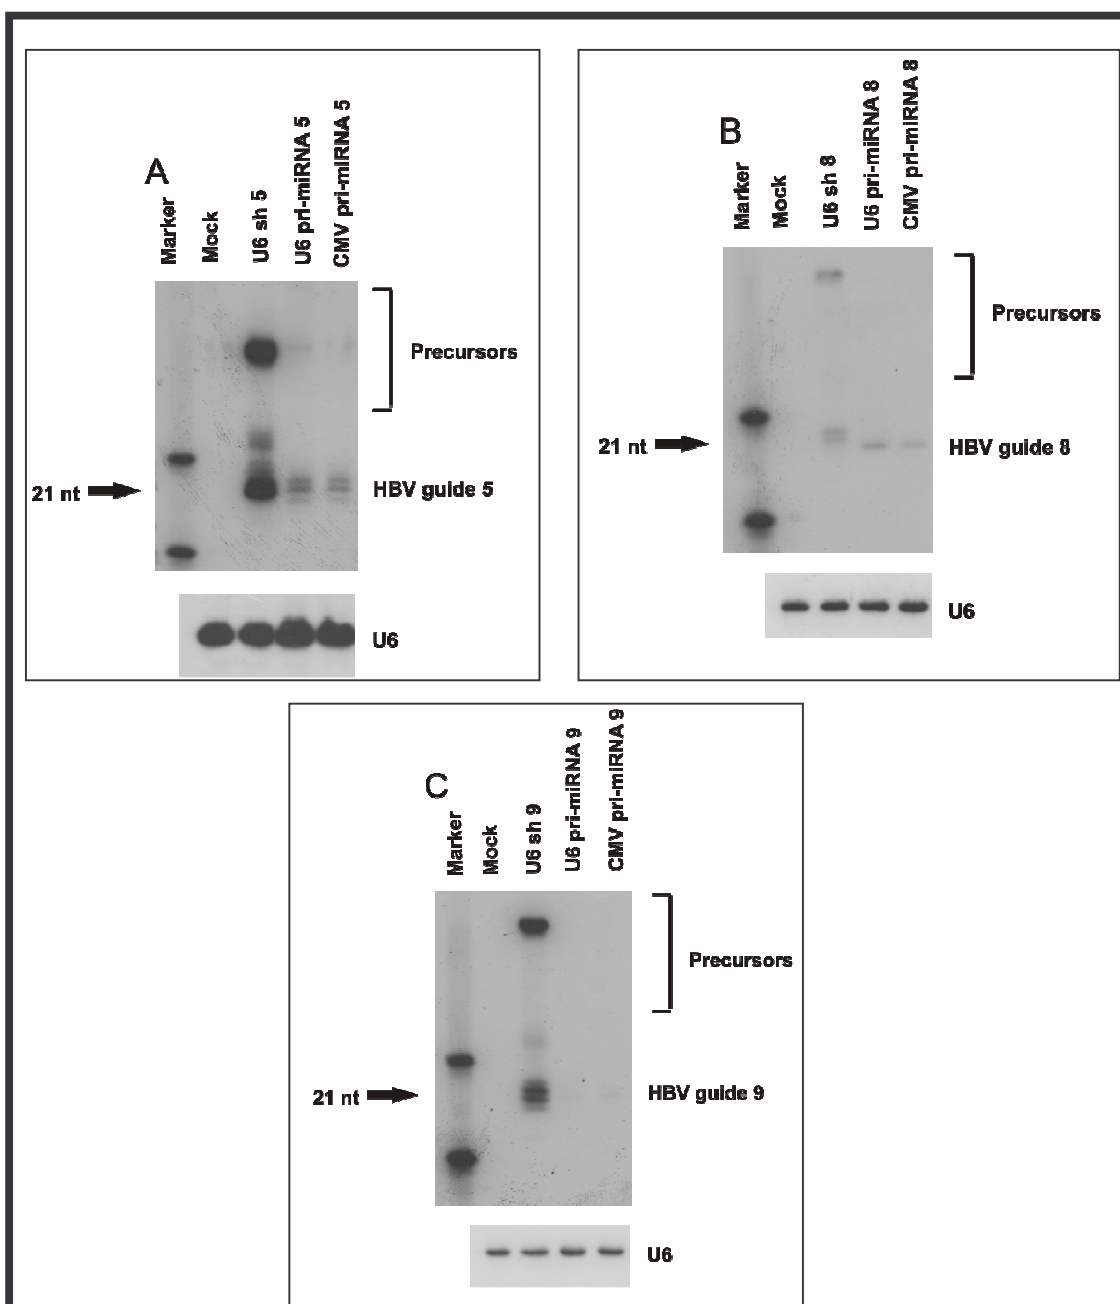 A
Marker
Mock
U6 sh 5
U6 pri-miRNA 5
CMV pri-miRNA 5
Precursors
21 nt
HBV guide 5
U6
B
Marker
Mock
U6 sh 8
U6 pri-miRNA 8
CMV pri-miRNA 8
Precursors
21 nt
HBV guide 8
U6
C
Marker
Mock
U6 sh 9
U6 pri-miRNA 9
CMV pri-miRNA 9
Precursors
21 nt
HBV guide 9
U6